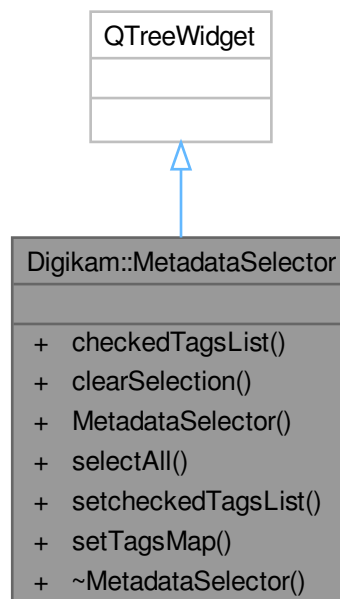 QTreeWidget
Digikam::MetadataSelector
+ checkedTagsList()
+ clearSelection()
+ MetadataSelector()
+ selectAll()
+ setcheckedTagsList()
+ setTagsMap()
+ ~MetadataSelector()